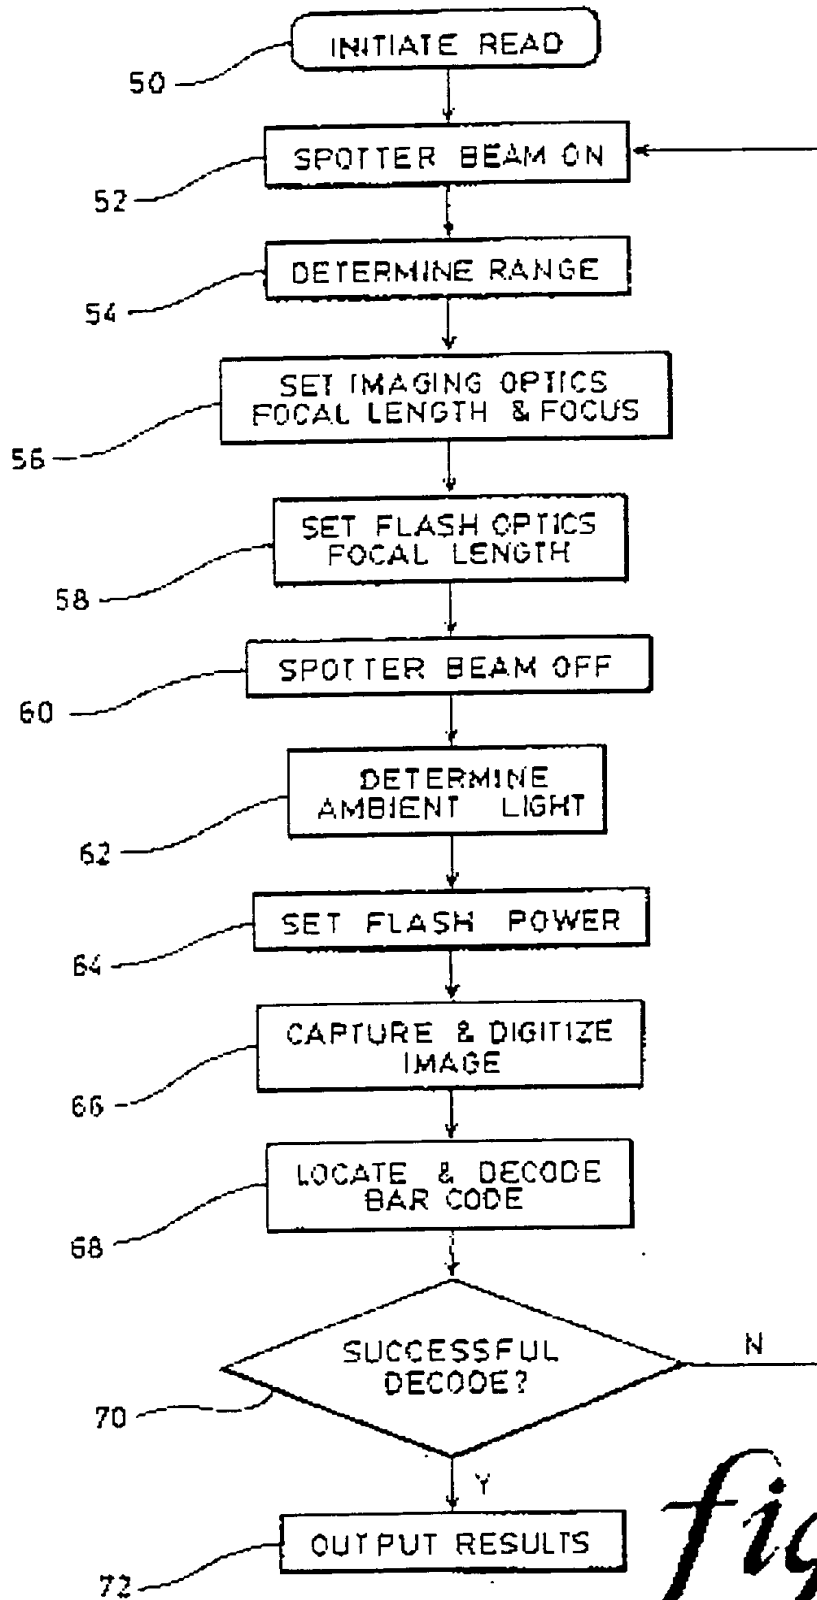 INITIATE READ
50
SPOTTER BEAM ON
52
DETERMINE RANGE
54
SET IMAGING OPTICS
FOCAL LENGTH & FOCUS
56
SET FLASH OPTICS
FOCAL LENGTH
58
SPOTTER BEAM OFF
60
DETERMINE
AMBIENT LIGHT
62
SET FLASH POWER
64
CAPTURE & DIGITIZE
IMAGE
66
LOCATE & DECODE
BAR CODE
68
SUCCESSFUL
DECODE?
N
70
Y
OUTPUT RESULTS
72